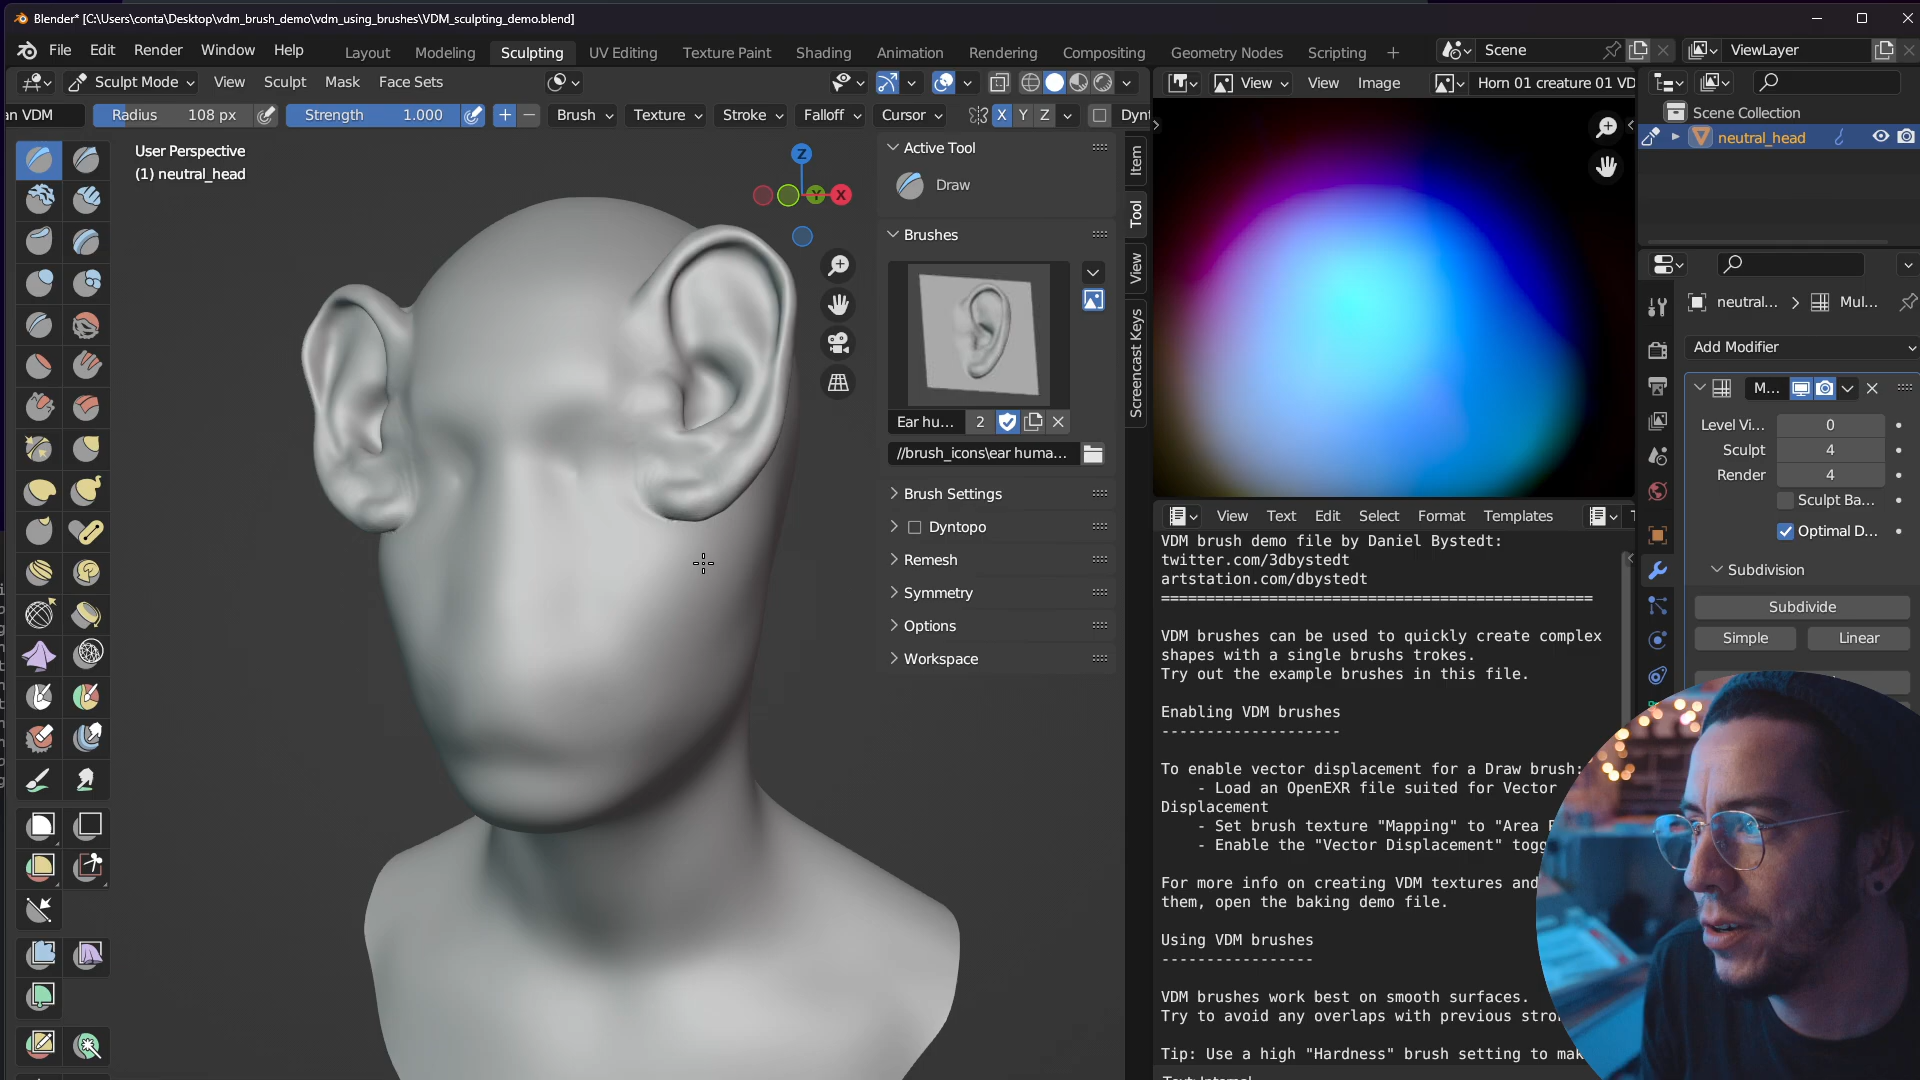 Blender* [C:\Users\conta\Desktop\vdm_brush_demo\vdm_using_brushes\VDM_sculpting_demo.blend]
File Edit Render Window Help Layout Modeling Sculpting UV Editing Texture Paint Shading Animation Rendering Compositing Geometry Nodes Scripting + Scene ViewLayer
Sculpt Mode View Sculpt Mask Face Sets
an VDM Radius 108 px Strength 1.000 Brush Texture Stroke Falloff Cursor X Y Z Dynt
User Perspective
(1) neutral_head
Z
Y X
Active Tool
Draw
Brushes
Ear hu... 2
//brush_icons\ear huma...
Brush Settings
Dyntopo
Remesh
Symmetry
Options
Workspace
Item
Tool
View
Screencast Keys
View View Image Horn 01 creature 01 VD
View Text Edit Select Format Templates
VDM brush demo file by Daniel Bystedt:
twitter.com/3dbystedt
artstation.com/dbystedt
================================================
VDM brushes can be used to quickly create complex
shapes with a single brushs trokes.
Try out the example brushes in this file.
Enabling VDM brushes
--------------------
To enable vector displacement for a Draw brush:
- Load an OpenEXR file suited for Vector
Displacement
- Set brush texture "Mapping" to "Area
- Enable the "Vector Displacement" togg
For more info on creating VDM textures and
them, open the baking demo file.
Using VDM brushes
-----------------
VDM brushes work best on smooth surfaces.
Try to avoid any overlaps with previous stro
Tip: Use a high "Hardness" brush setting to mak
Scene Collection
neutral_head
neutral... Mul...
Add Modifier
M...
Level Vi... 0
Sculpt 4
Render 4
Sculpt Ba...
Optimal D...
Subdivision
Subdivide
Simple Linear